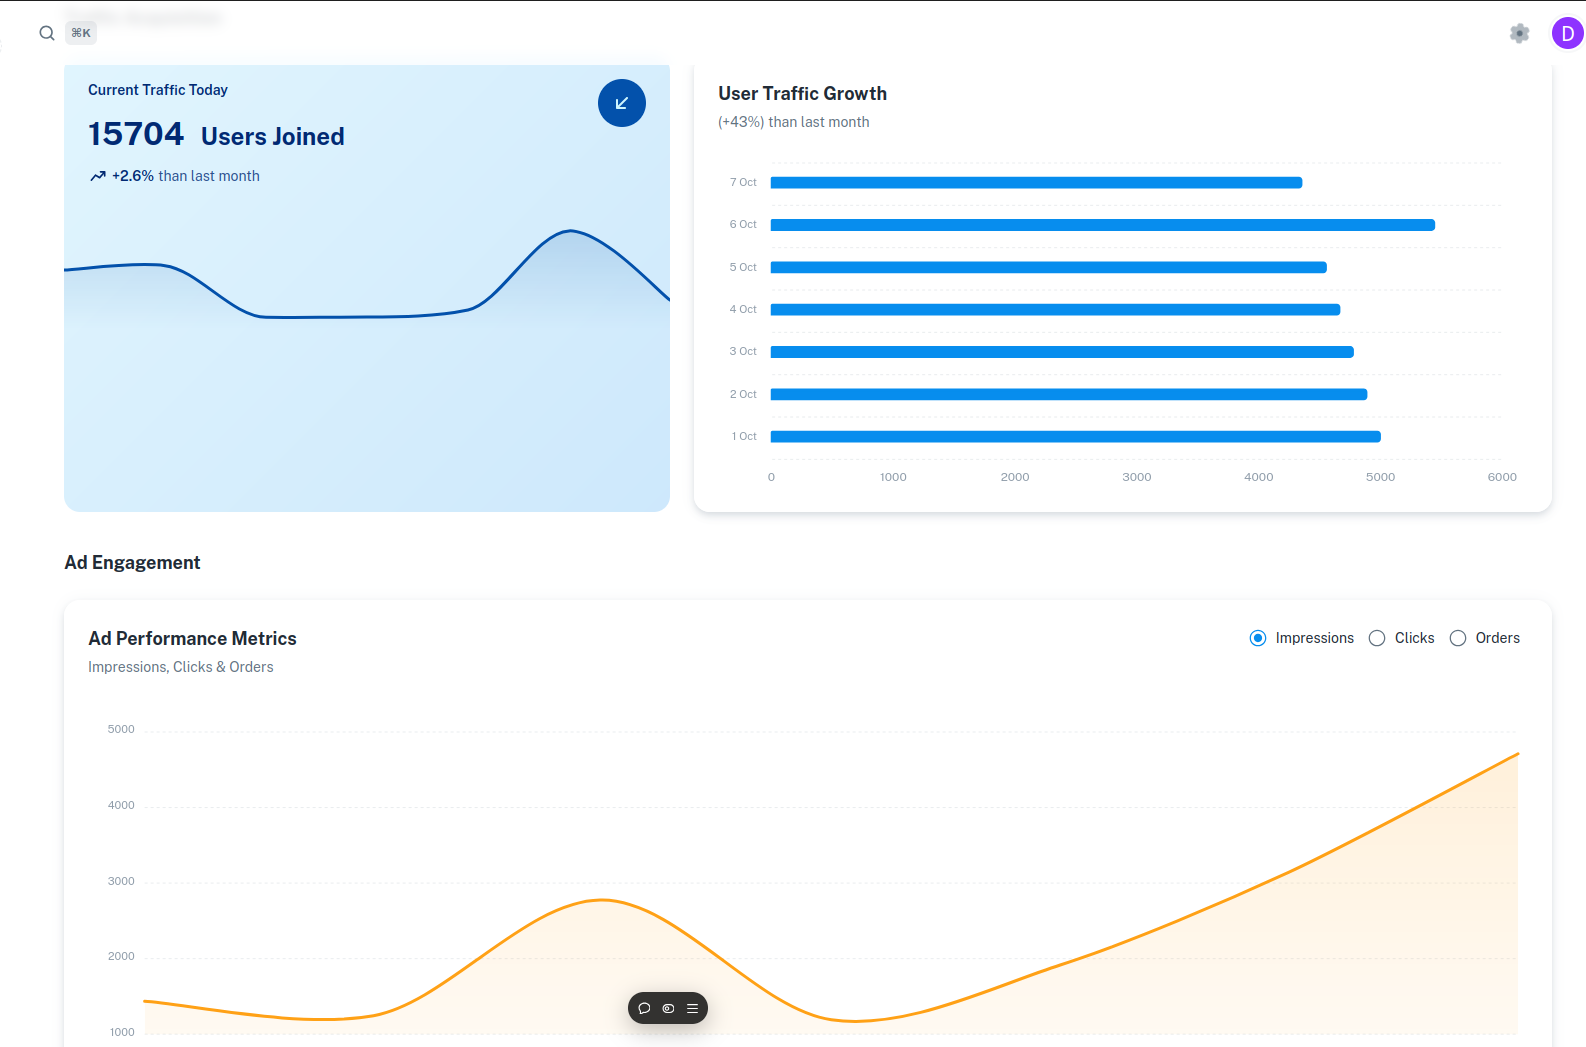 ⌘K
D
Current Traffic Today
15704 Users Joined
+2.6% than last month
User Traffic Growth
(+43%) than last month
7 Oct
6 Oct
5 Oct
4 Oct
3 Oct
2 Oct
1 Oct
0 1000 2000 3000 4000 5000 6000
Ad Engagement
Ad Performance Metrics
Impressions, Clicks & Orders
Impressions Clicks Orders
5000
4000
3000
2000
1000